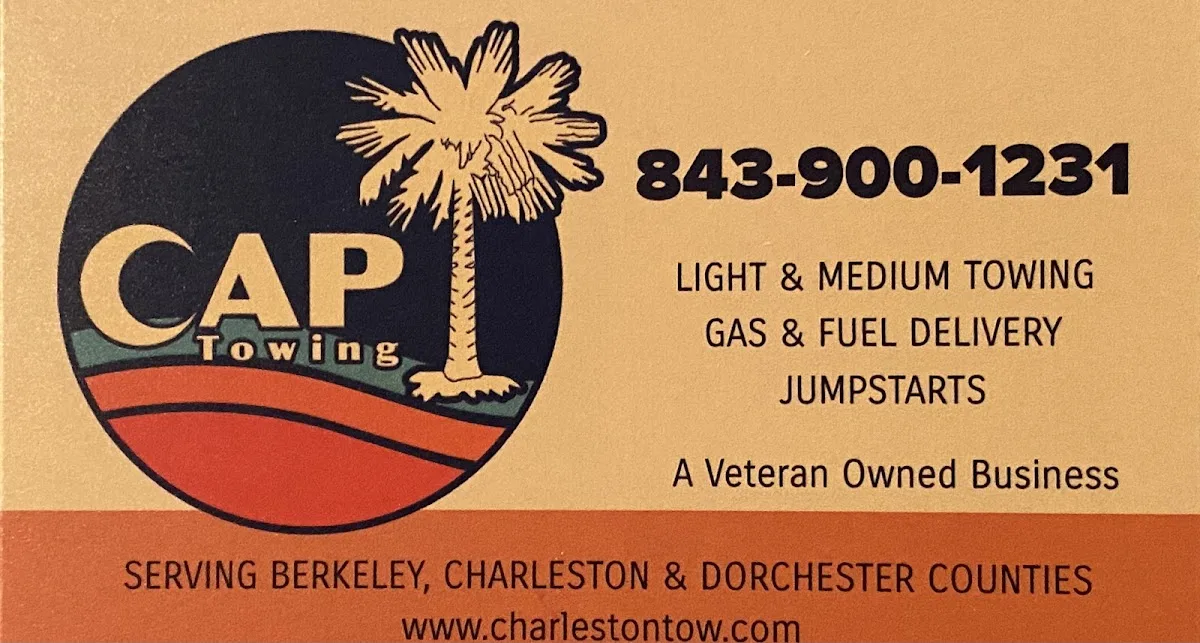 CAP
Towing
843-900-1231
LIGHT & MEDIUM TOWING
GAS & FUEL DELIVERY
JUMPSTARTS
A Veteran Owned Business
SERVING BERKELEY, CHARLESTON & DORCHESTER COUNTIES
www.charlestontow.com